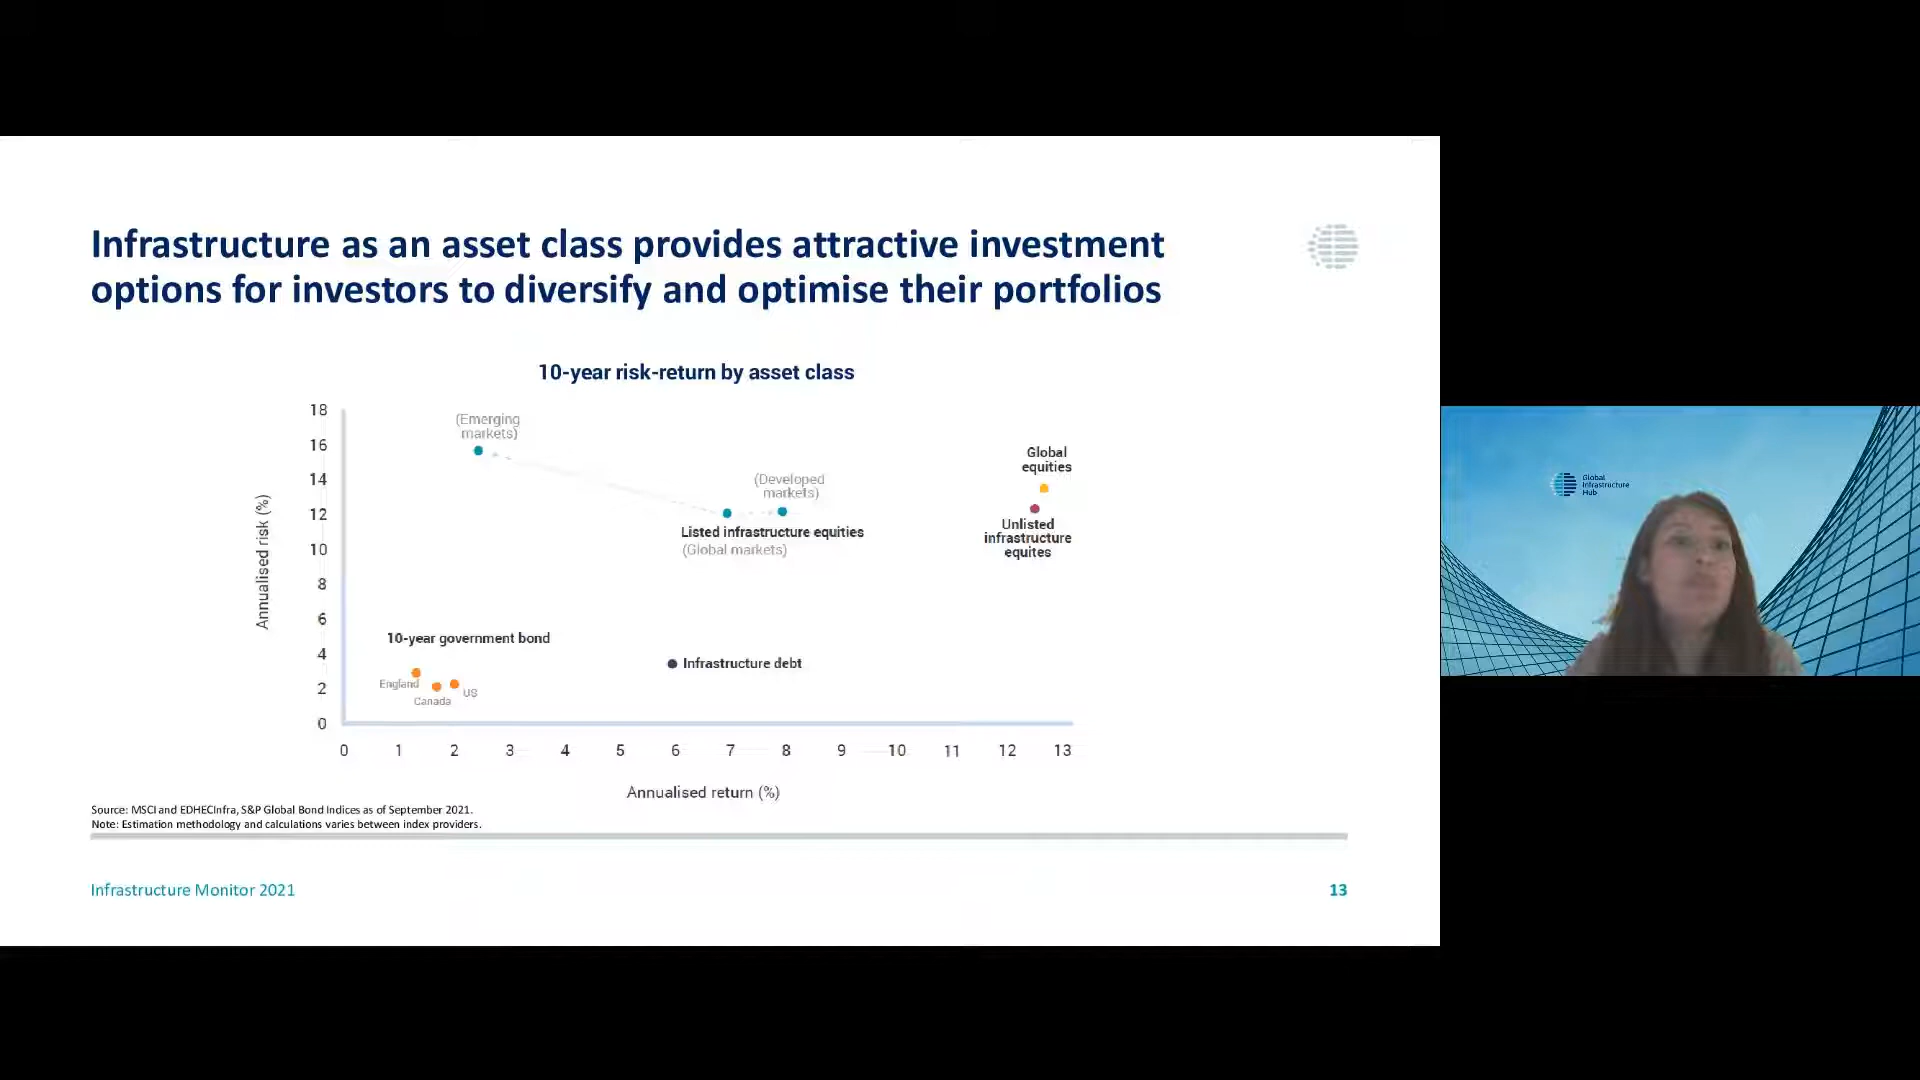 Infrastructure as an asset class provides attractive investment
options for investors to diversify and optimise their portfolios
10-year risk-return by asset class
18
16
14
12
10
8
6
4
2
0
Annualised risk (%)
(Emerging
markets)
(Developed
markets)
Listed infrastructure equities
(Global markets)
Global
equities
Unlisted
infrastructure
equites
10-year government bond
England
Canada
US
Infrastructure debt
0 1 2 3 4 5 6 7 8 9 10 11 12 13
Annualised return (%)
Source: MSCI and EDHECInfra, S&P Global Bond Indices as of September 2021.
Note: Estimation methodology and calculations varies between index providers.
Infrastructure Monitor 2021
13
Global
Infrastructure
Hub